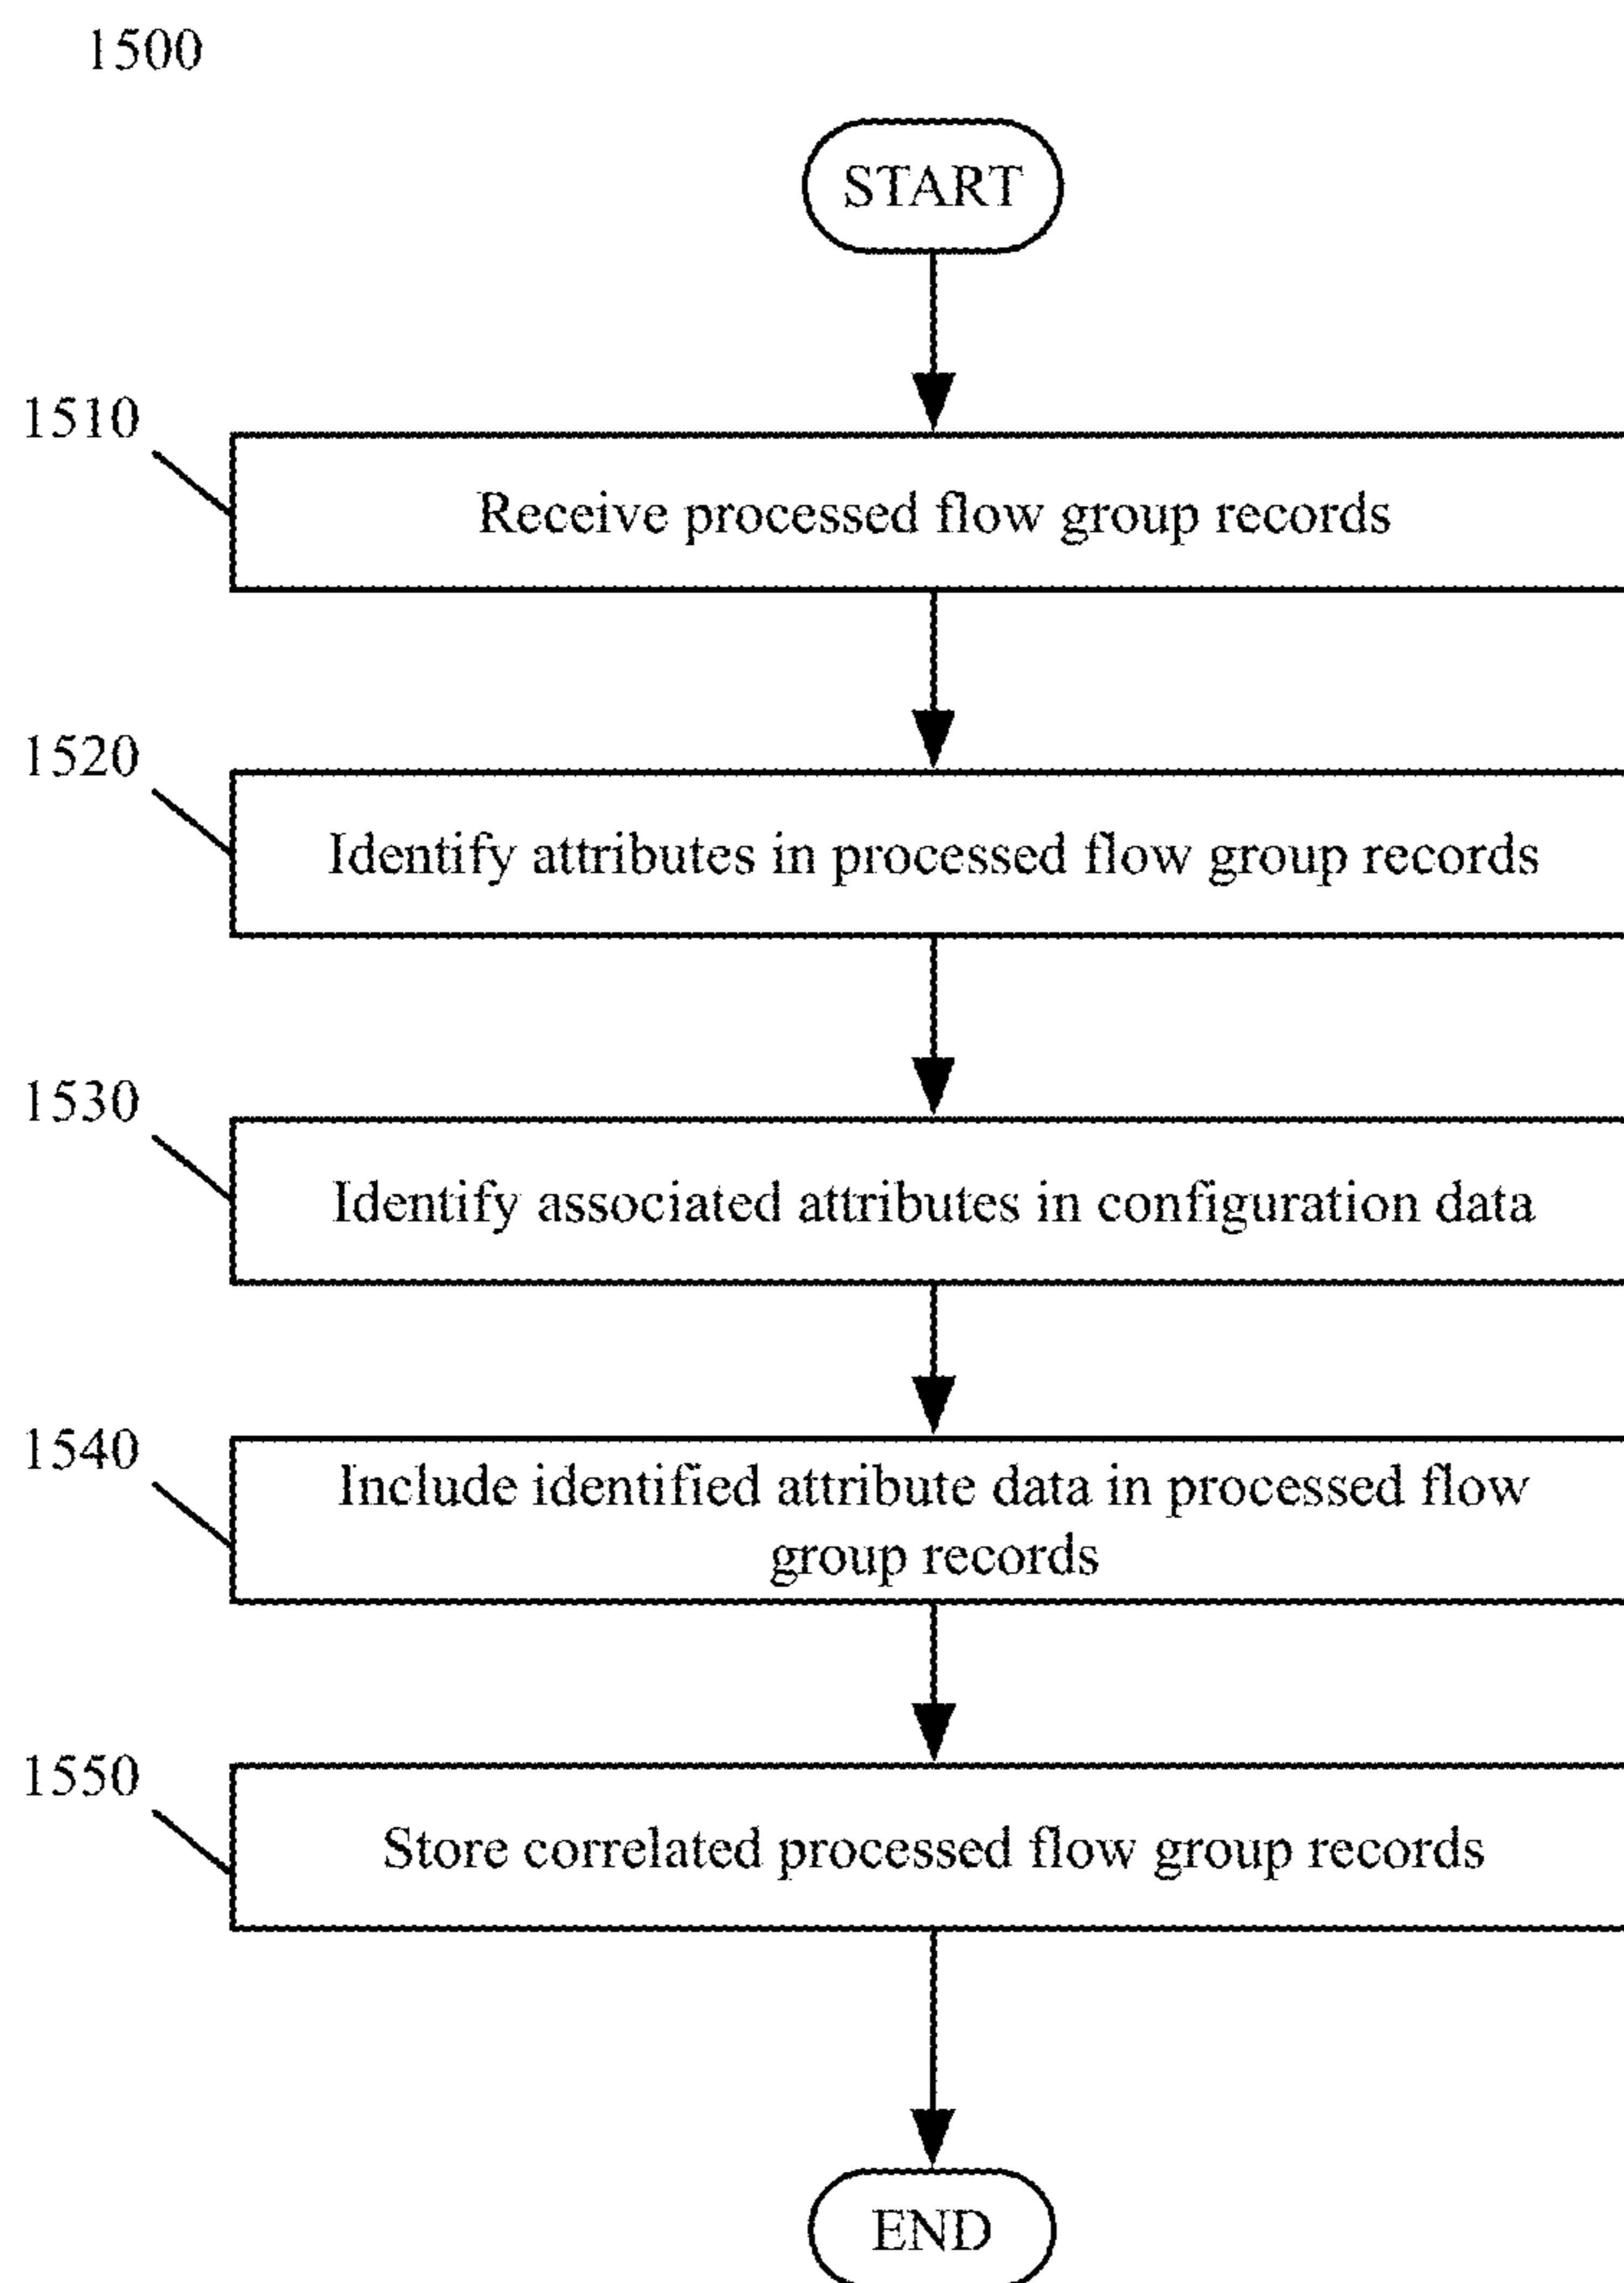 1500
START
1510
Receive processed flow group records
1520
Identify attributes in processed flow group records
1530
Identify associated attributes in configuration data
1540
Include identified attribute data in processed flow
group records
1550
Store correlated processed flow group records
END